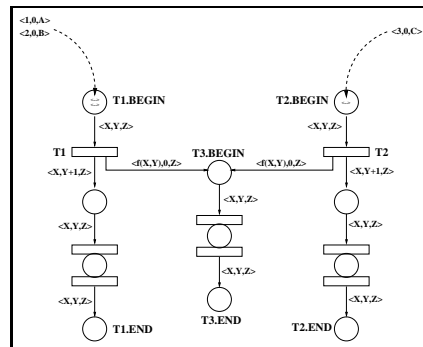 <1,0,A>
<2,0,B>
<3,0,C>
T1.BEGIN
T2.BEGIN
<X,Y,Z>
<X,Y,Z>
T1
T3.BEGIN
T2
<f(X,Y),0,Z>
<f(X,Y),0,Z>
<X,Y+1,Z>
<X,Y+1,Z>
<X,Y,Z>
<X,Y,Z>
<X,Y,Z>
<X,Y,Z>
<X,Y,Z>
<X,Y,Z>
T3.END
T1.END
T2.END